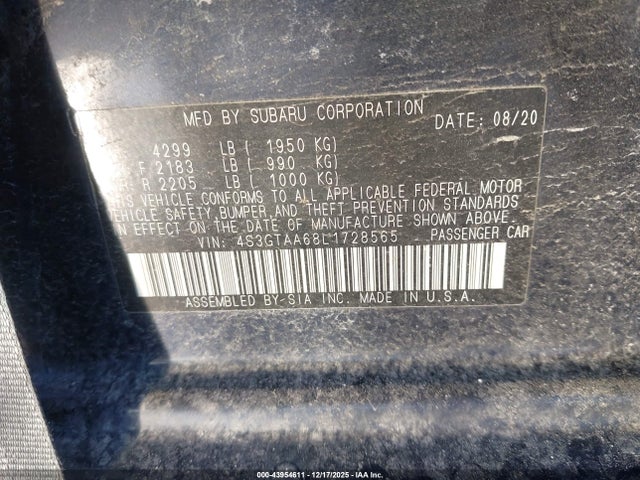 MFD BY SUBARU CORPORATION DATE: 08/20
4299 LB ( 1950 KG)
F 2183 LB ( 990 KG)
R 2205 LB ( 1000 KG)
THIS VEHICLE CONFORMS TO ALL APPLICABLE FEDERAL MOTOR
VEHICLE SAFETY, BUMPER, AND THEFT PREVENTION STANDARDS
IN EFFECT ON THE DATE OF MANUFACTURE SHOWN ABOVE.
VIN: 4S3GTAA68L1728565 PASSENGER CAR
ASSEMBLED BY SIA INC. MADE IN U.S.A.
000-43954611 - 12/17/2025 - IAA Inc.